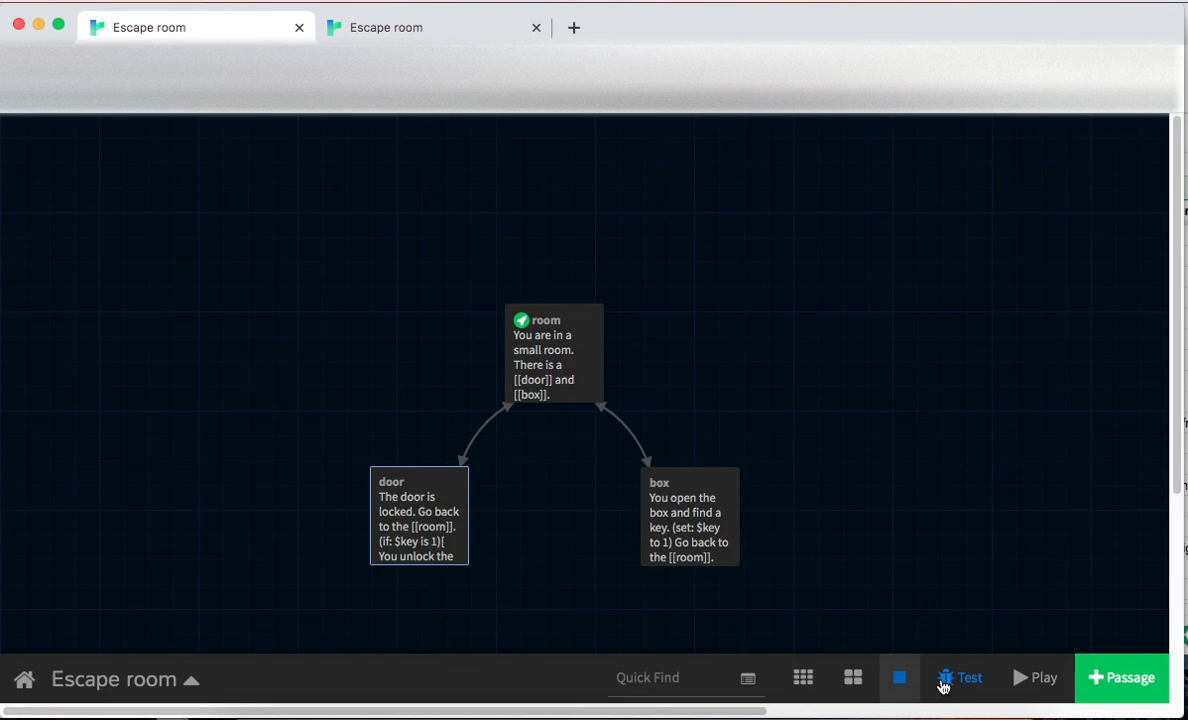 Escape room
Escape room
room
You are in a
small room.
There is a
[[door]] and
[[box]].
door
The door is
locked. Go back
to the [[room]].
(if: $key is 1)[
You unlock the
box
You open the
box and find a
key. (set: $key
to 1) Go back to
the [[room]].
Escape room
Quick Find
Test
Play
Passage